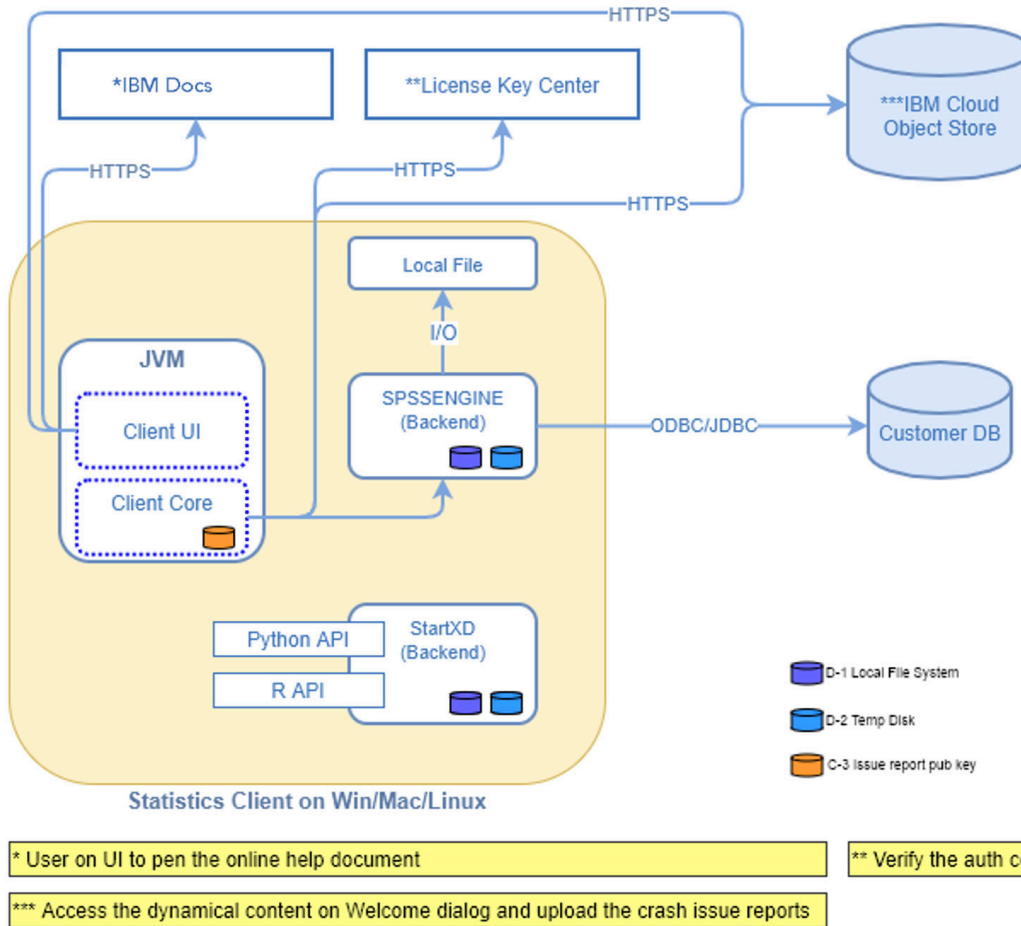 HTTPS
*IBM Docs
**License Key Center
***IBM Cloud
Object Store
HTTPS
HTTPS
HTTPS
Local File
I/O
JVM
SPSSENGINE
(Backend)
Client UI
ODBC/JDBC
Customer DB
Client Core
Python API
StartXD
(Backend)
R API
D-1 Local File System
D-2 Temp Disk
C-3 Issue report pub key
Statistics Client on Win/Mac/Linux
* User on UI to pen the online help document
** Verify the auth
*** Access the dynamical content on Welcome dialog and upload the crash issue reports